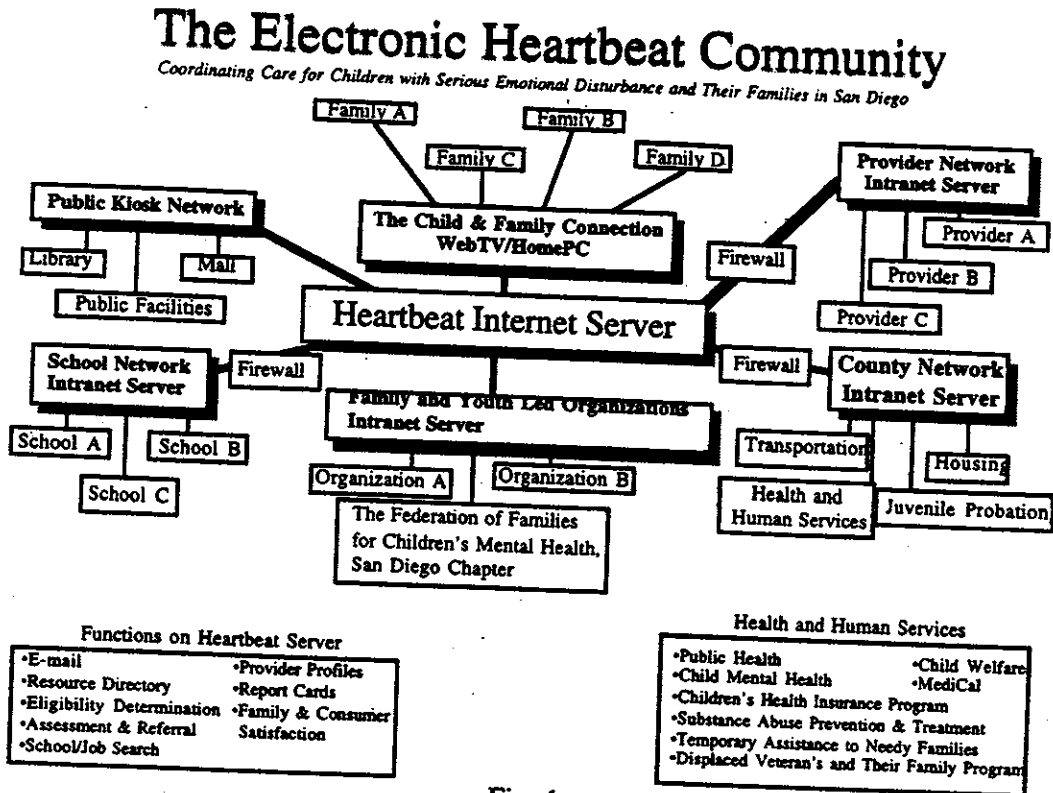 The Electronic Heartbeat Community
Coordinating Care for Children with Serious Emotional Disturbance and Their Families in San Diego
Family A
Family B
Family C
Family D
Provider Network
Intranet Server
Public Kiosk Network
The Child & Family Connection
WebTV/HomePC
Provider A
Library
Mall
Firewall
Provider B
Public Facilities
Provider C
Heartbeat Internet Server
School Network
Intranet Server
Firewall
Firewall
County Network
Intranet Server
Family and Youth Led Organizations
Intranet Server
School A
School B
School C
Organization A
Organization B
The Federation of Families
for Children's Mental Health,
San Diego Chapter
Transportation
Housing
Health and
Human Services
Juvenile Probation
Functions on Heartbeat Server
•E-mail
•Resource Directory
•Eligibility Determination
•Assessment & Referral
•School/Job Search
•Provider Profiles
•Report Cards
•Family & Consumer
Satisfaction
Health and Human Services
•Public Health
•Child Mental Health
•Children's Health Insurance Program
•Substance Abuse Prevention & Treatment
•Temporary Assistance to Needy Families
•Displaced Veteran's and Their Family Program
•Child Welfare
•MediCal